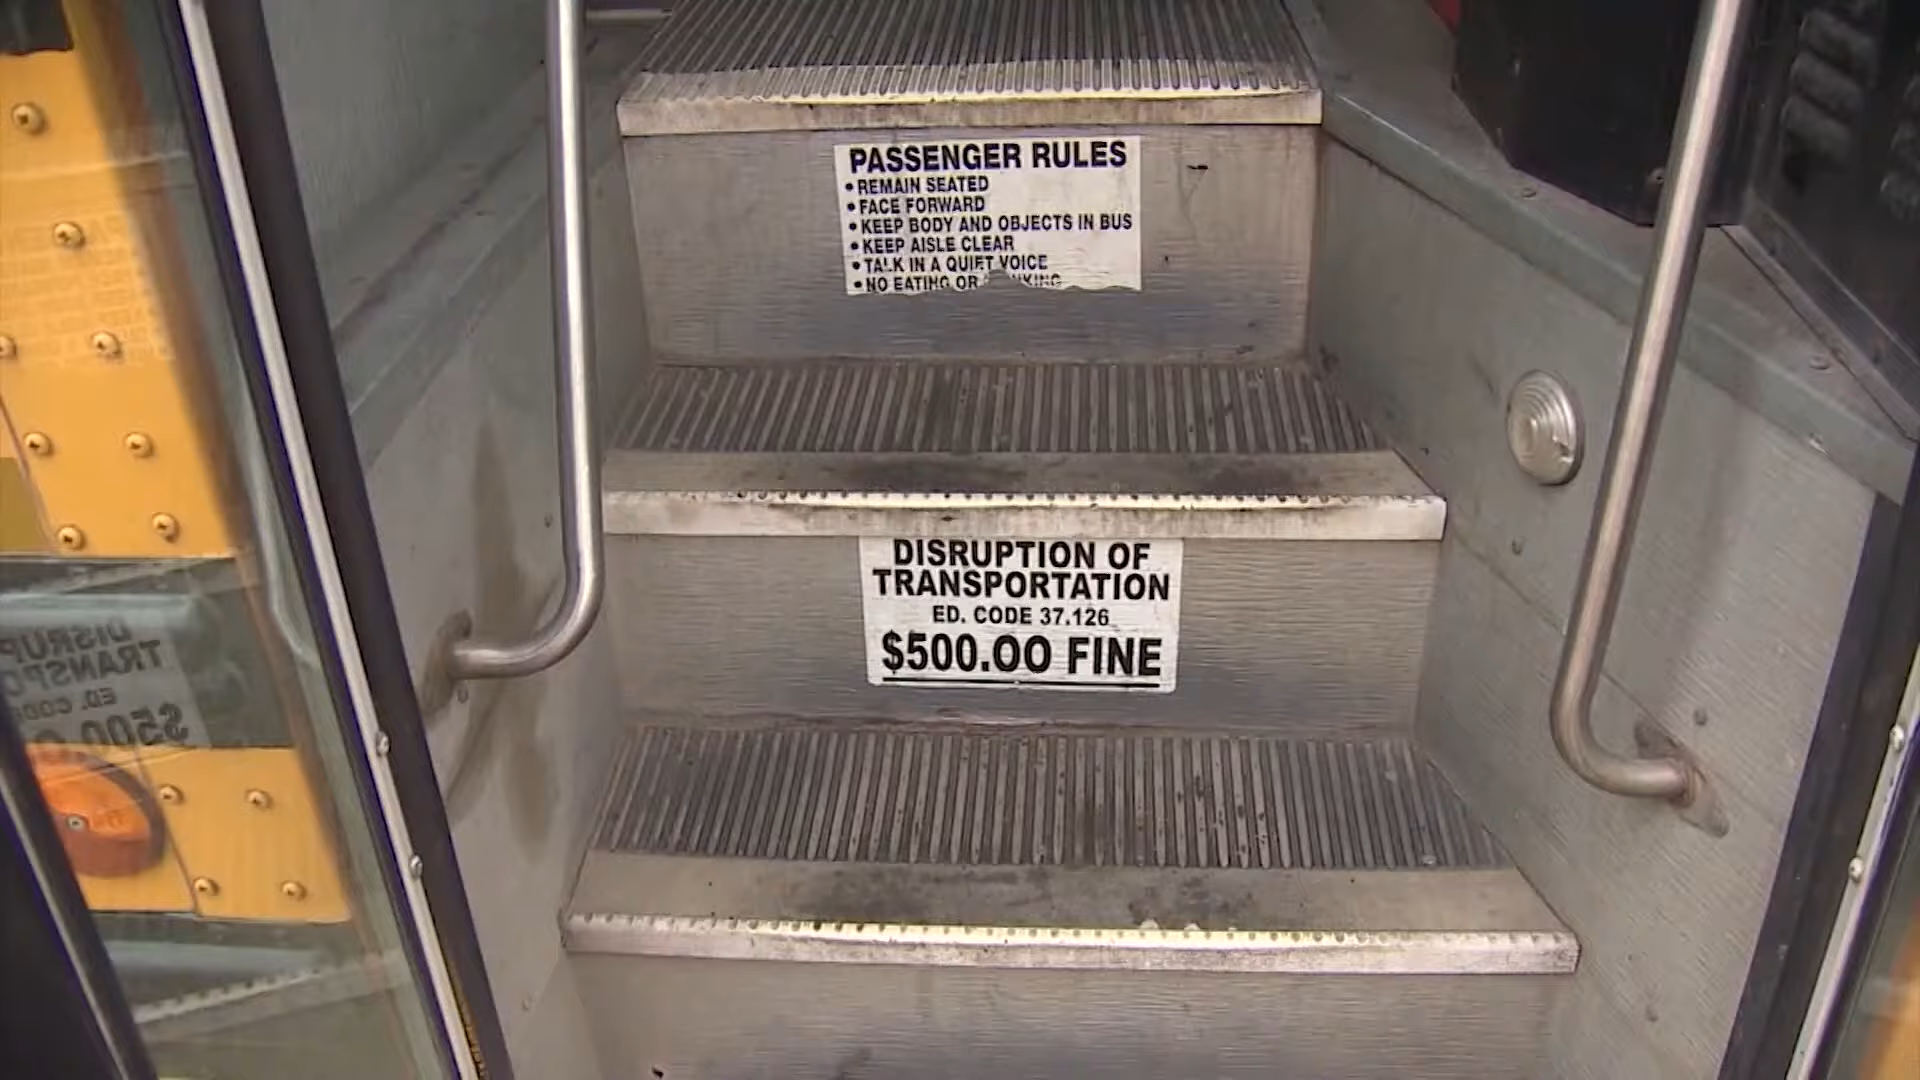 PASSENGER RULES
• REMAIN SEATED
• FACE FORWARD
• KEEP BODY AND OBJECTS IN BUS
• KEEP AISLE CLEAR
• TALK IN A QUIET VOICE
• NO EATING OR
DISRUPTION OF
TRANSPORTATION
ED. CODE 37.126
$500.00 FINE